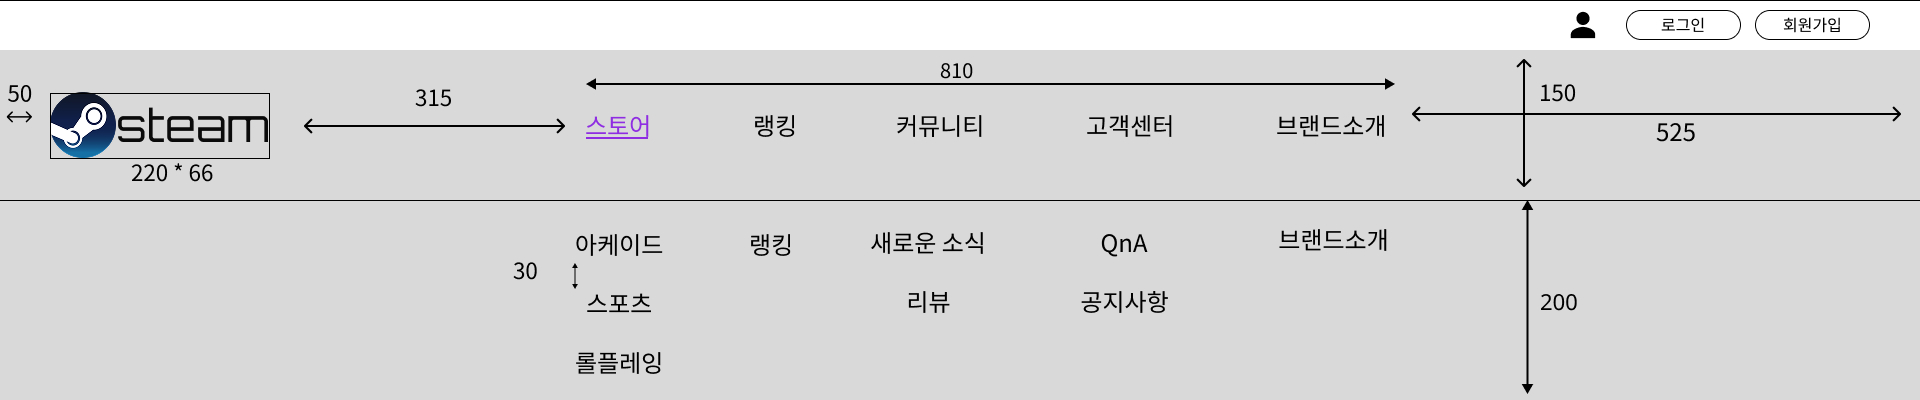 로그인 회원가입
810
50 315 150
steam 스토어 랭킹 커뮤니티 고객센터 브랜드소개 525
220 * 66
아케이드 랭킹 새로운 소식 QnA 브랜드소개
30
스포츠 리뷰 공지사항 200
롤플레잉